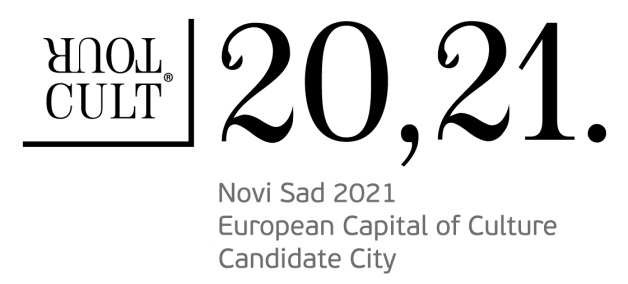 TOUR
CULT®
20,21.
Novi Sad 2021
European Capital of Culture
Candidate City